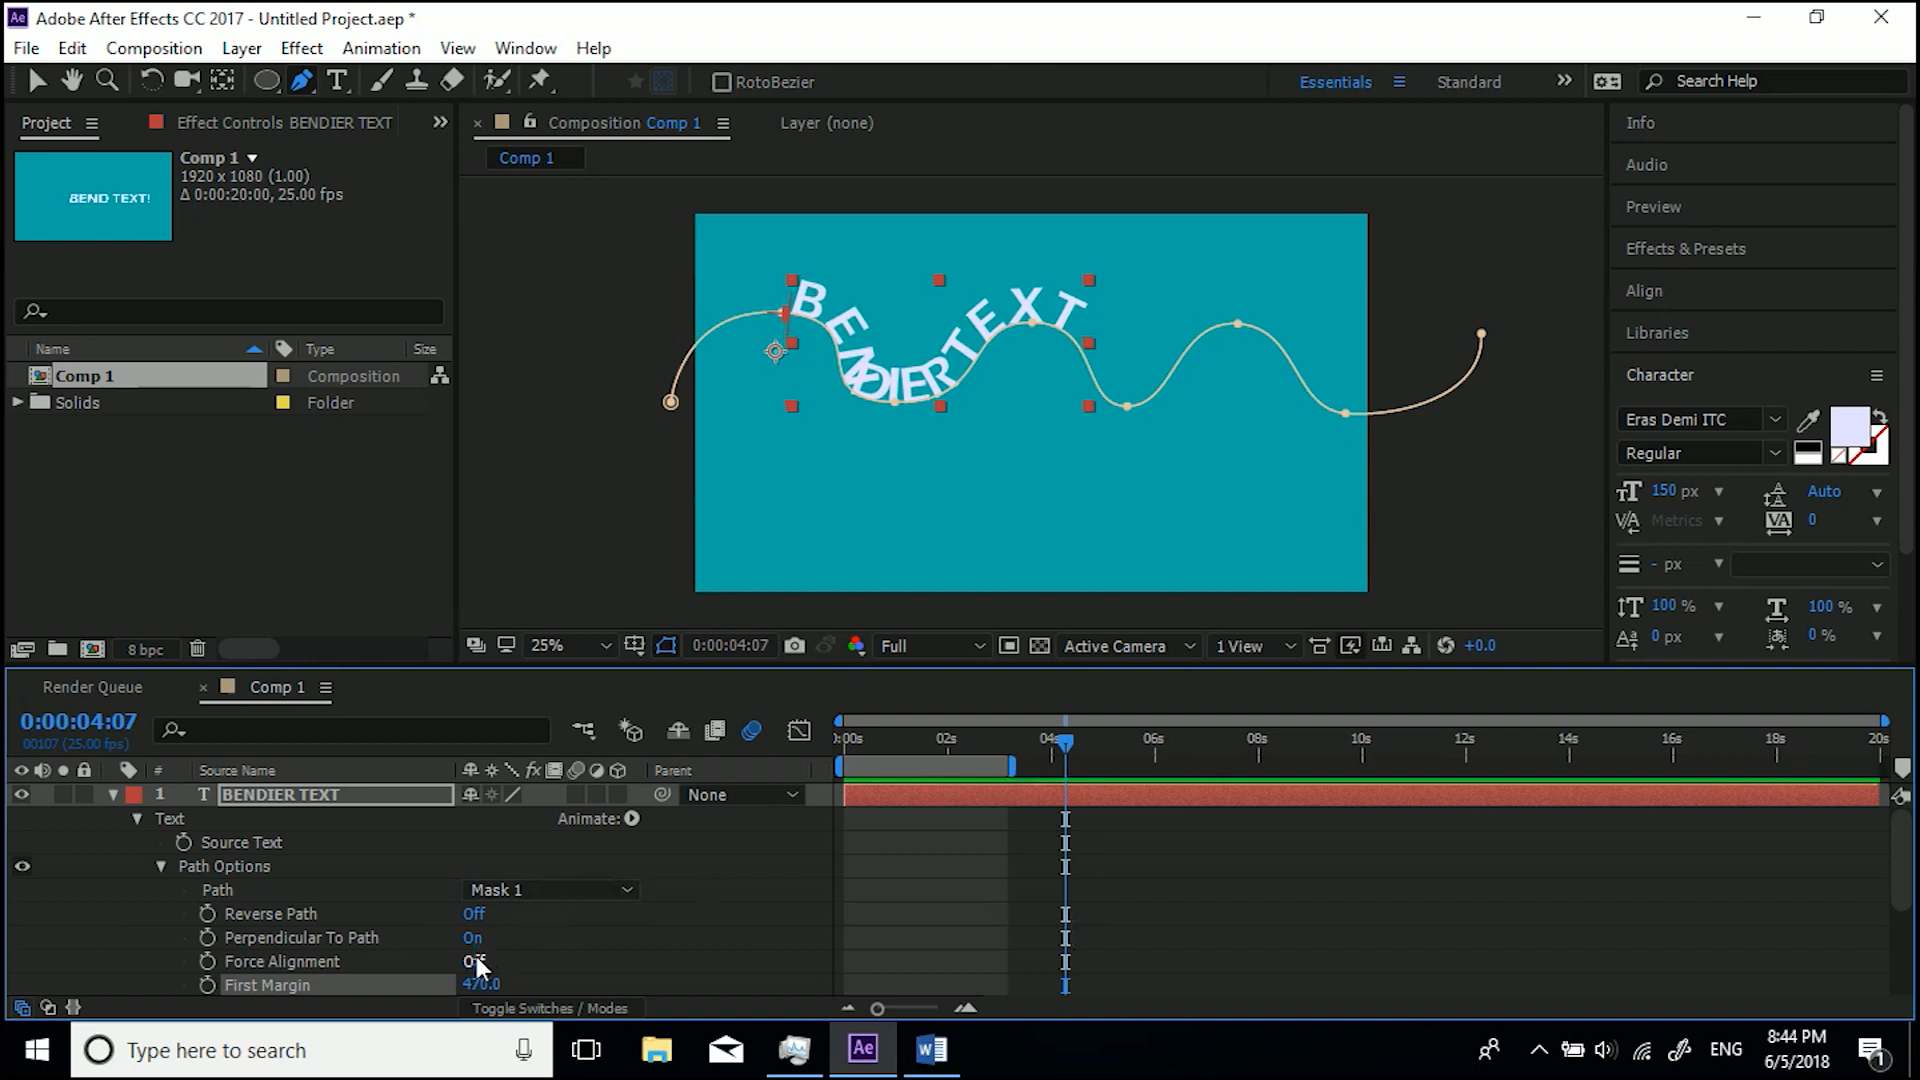 Ae Adobe After Effects CC 2017 - Untitled Project.aep *
File Edit Composition Layer Effect Animation View Window Help
T RotoBezier Essentials Standard Search Help
Project Effect Controls BENDIER TEXT
Composition Comp 1 Layer (none)
Comp 1
1920 x 1080 (1.00)
Δ 0:00:20:00, 25.00 fps
BEND TEXT!
Name Type Size
Comp 1 Composition
Solids Folder
8 bpc
Comp 1
BENDIER TEXT
25% 0:00:04:07 Full Active Camera 1 View +0.0
Info
Audio
Preview
Effects & Presets
Align
Libraries
Character
Eras Demi ITC
Regular
150 px Auto
Metrics 0
- px
100 % 100 %
0 px 0 %
Render Queue Comp 1
0:00:04:07
00107 (25.00 fps)
# Source Name fx Parent
1 T BENDIER TEXT None
Text Animate:
Source Text
Path Options
Path Mask 1
Reverse Path Off
Perpendicular To Path On
Force Alignment Off
First Margin 470.0
Toggle Switches / Modes
):00s 02s 04s 06s 08s 10s 12s 14s 16s 18s 20s
Type here to search
Ae
ENG
8:44 PM
6/5/2018
1